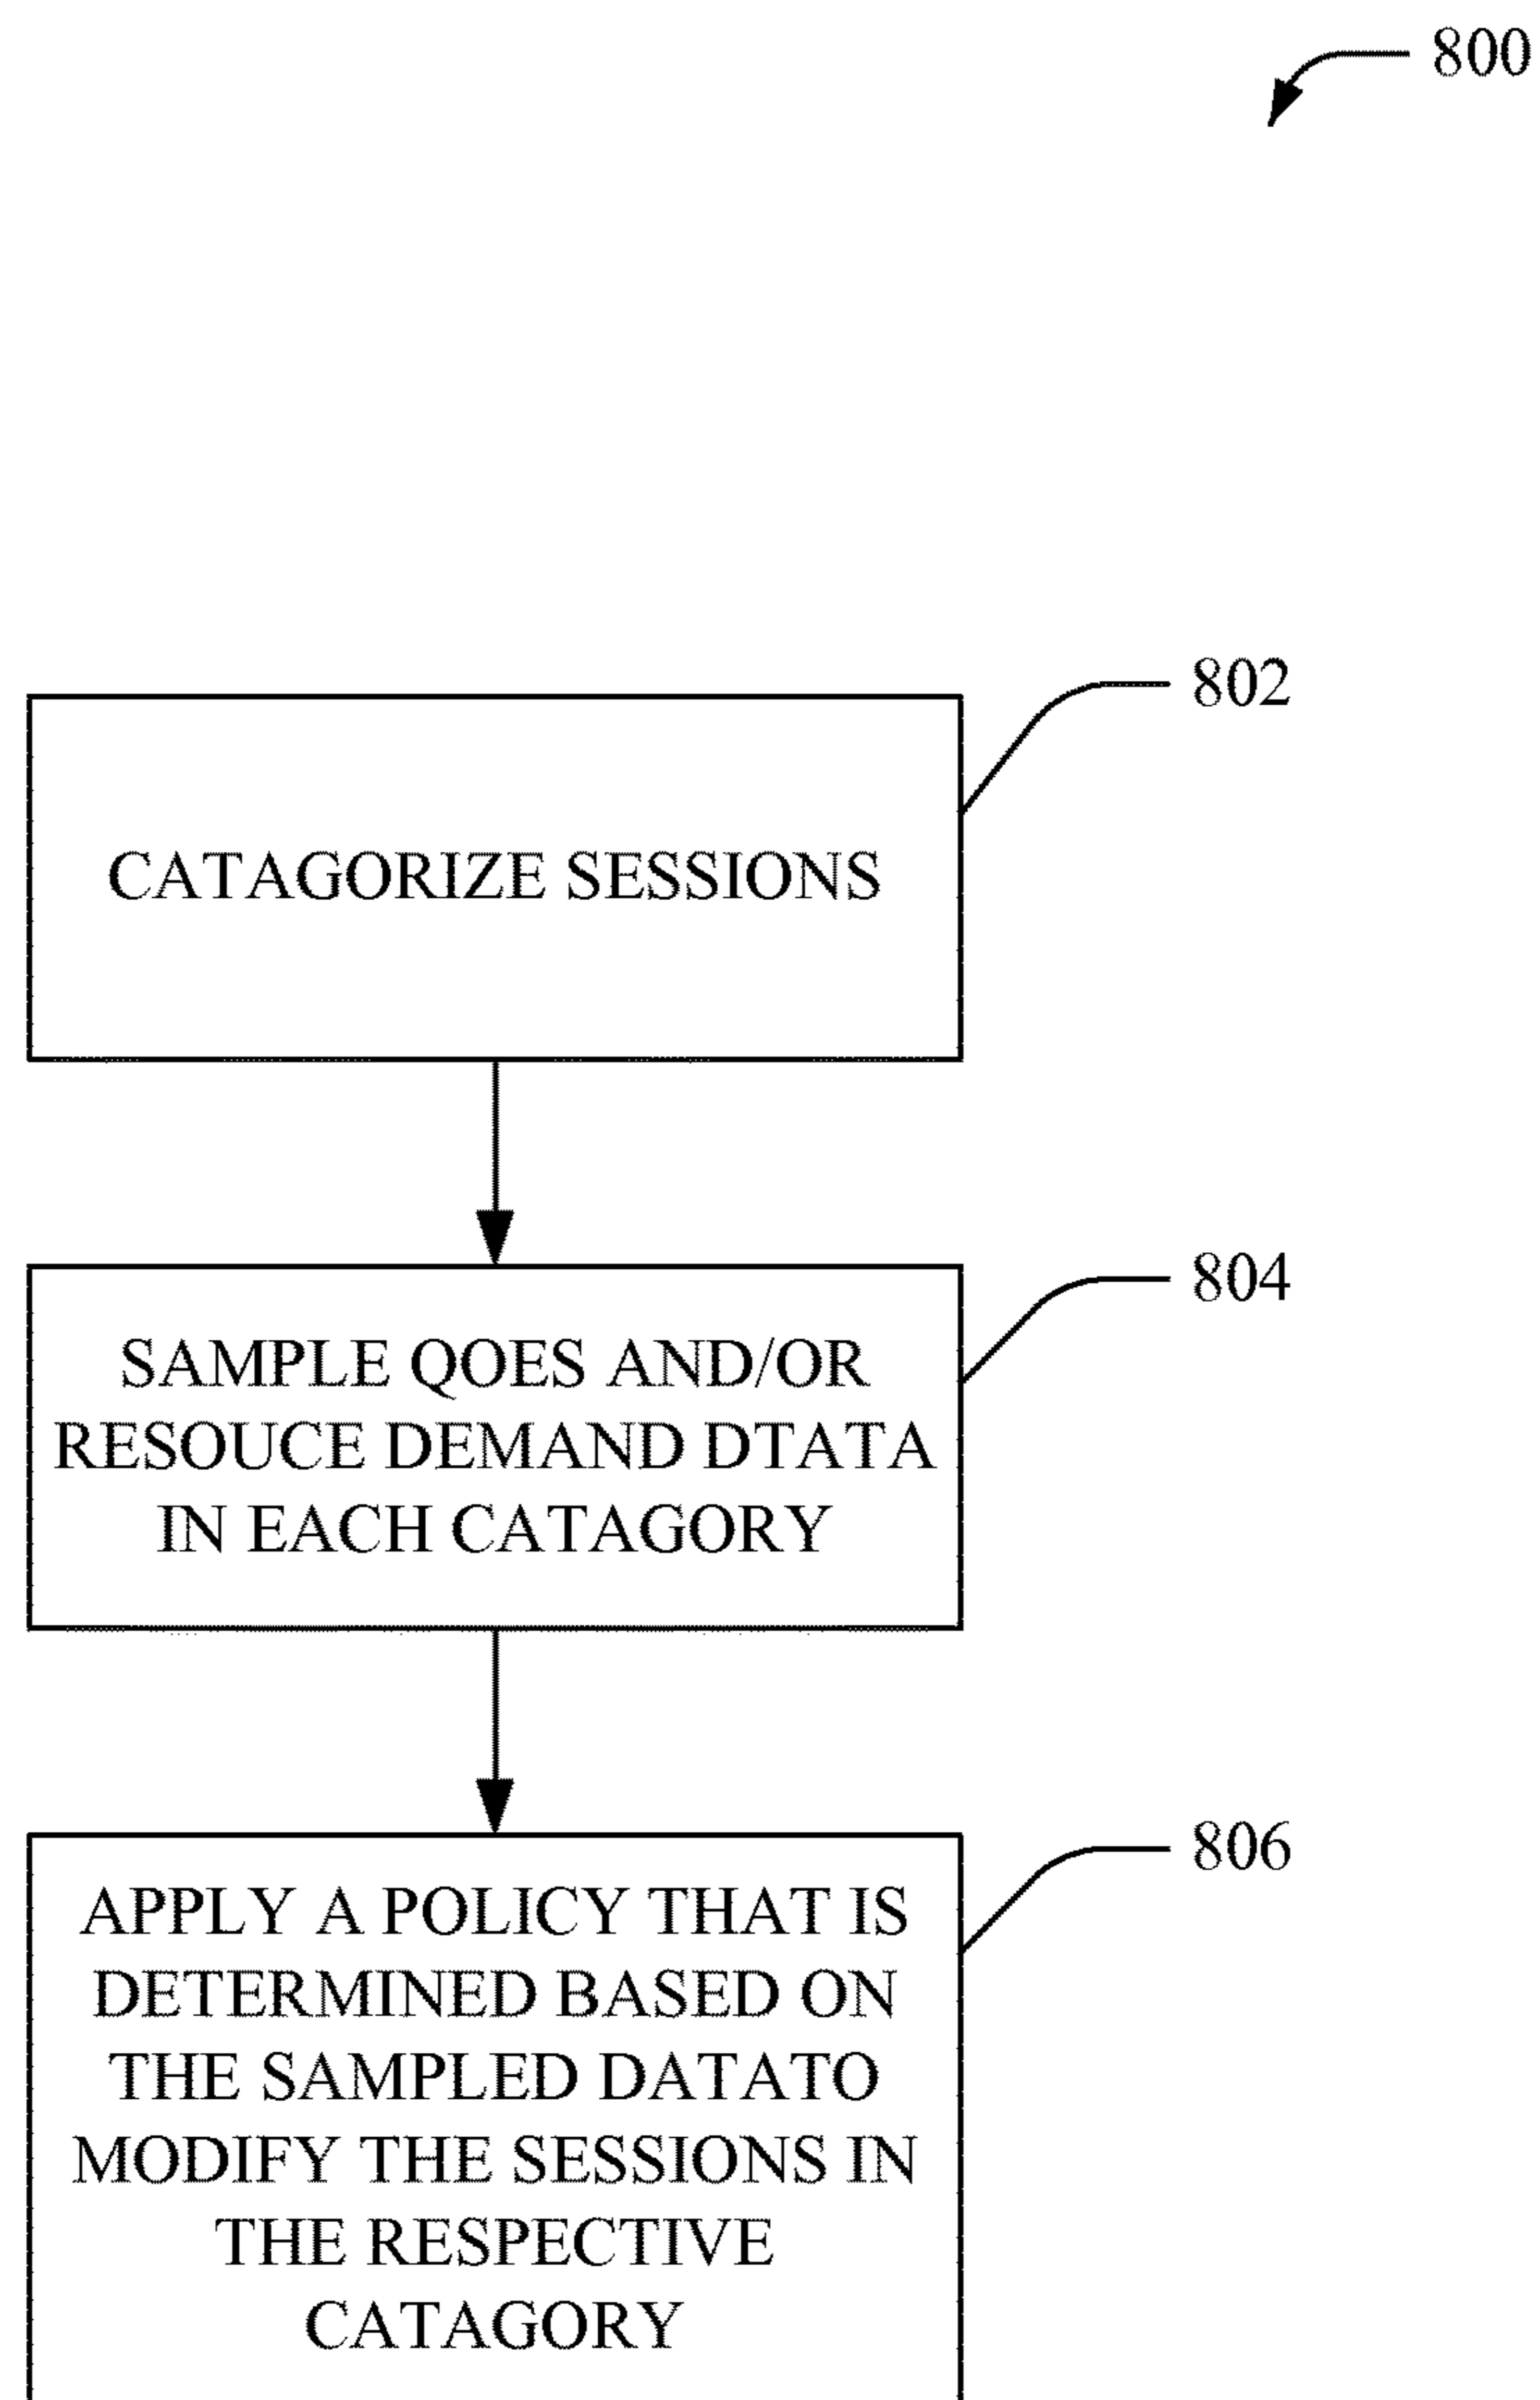 800
802
CATAGORIZE SESSIONS
804
SAMPLE QOES AND/OR
RESOUCE DEMAND DTATA
IN EACH CATAGORY
806
APPLY A POLICY THAT IS
DETERMINED BASED ON
THE SAMPLED DATATO
MODIFY THE SESSIONS IN
THE RESPECTIVE
CATAGORY